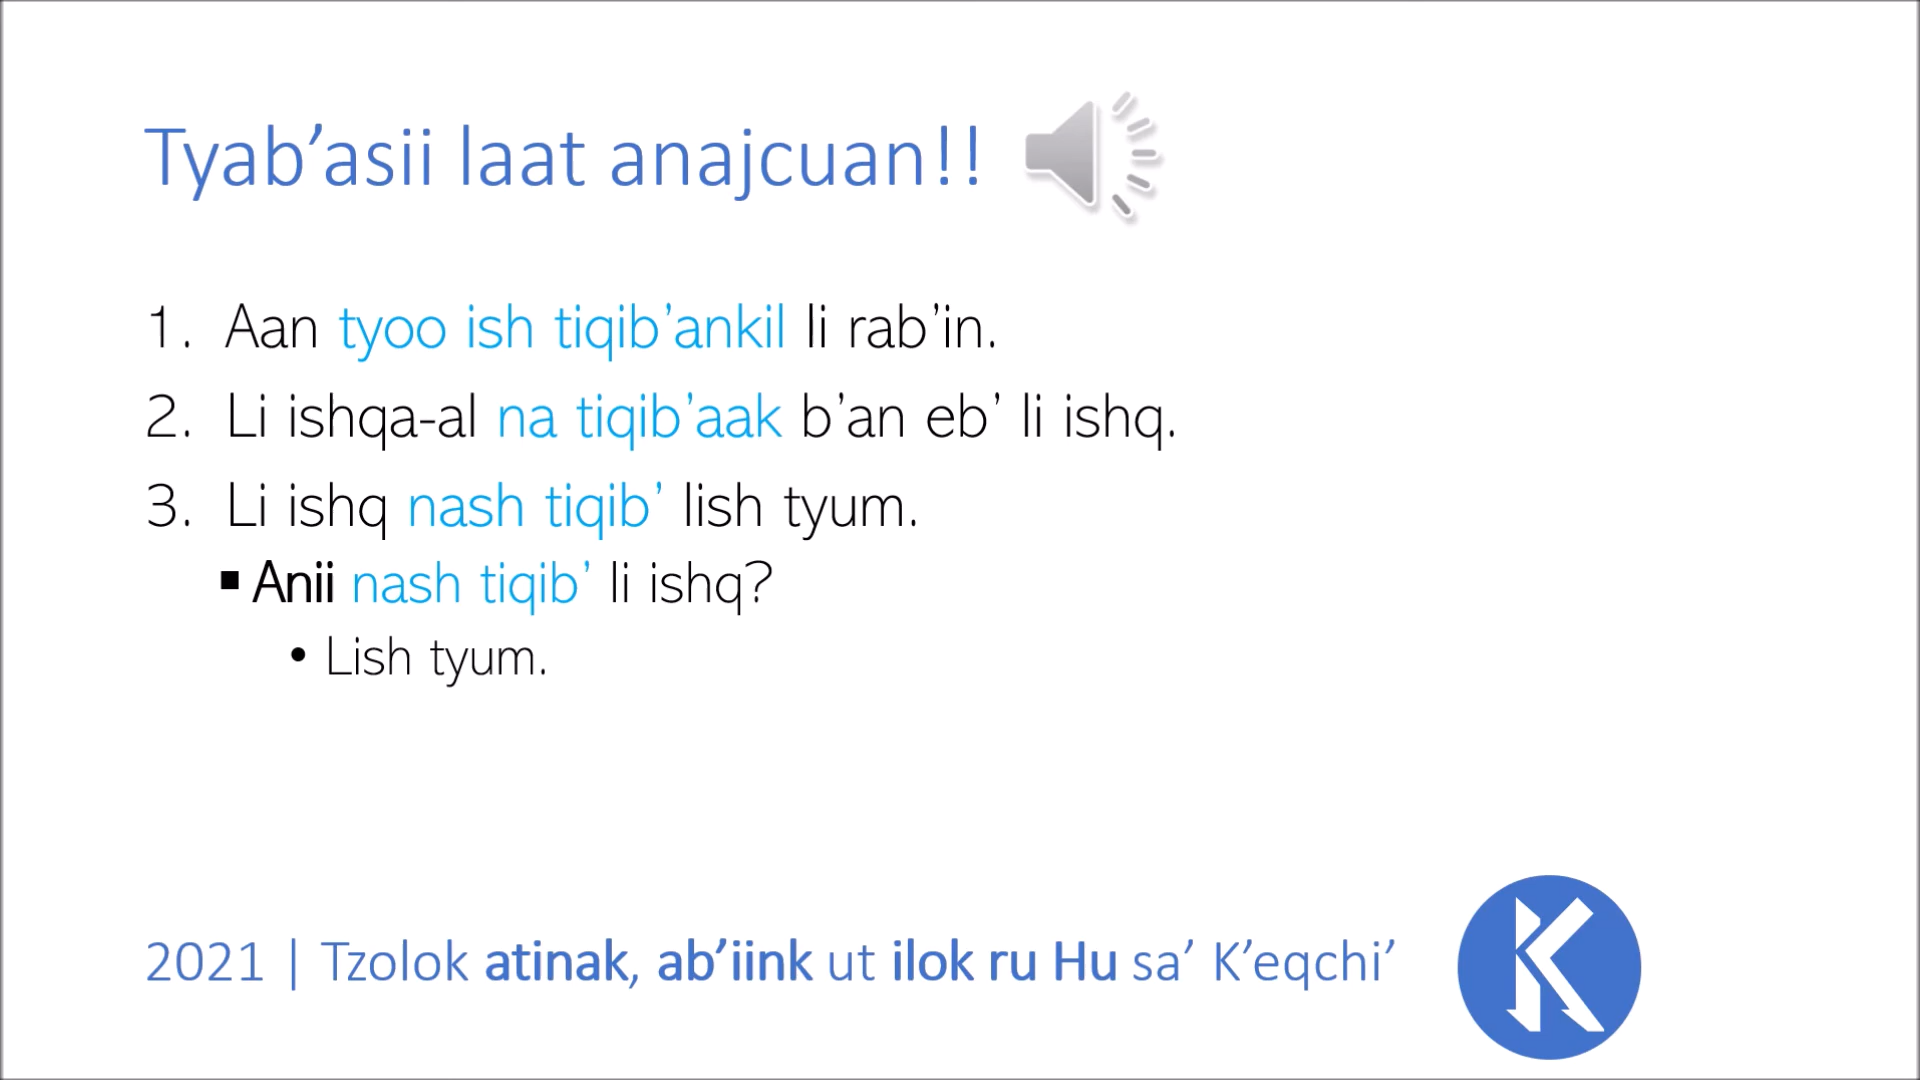 Tyab’asii laat anajcuan!!
1. Aan tyoo ish tiqib’ankil li rab’in.
2. Li ishqa-al na tiqib’aak b’an eb’ li ishq.
3. Li ishq nash tiqib’ lish tyum.
▪ Anii nash tiqib’ li ishq?
• Lish tyum.
2021 | Tzolok atinak, ab’iink ut ilok ru Hu sa’ K’eqchi’
K